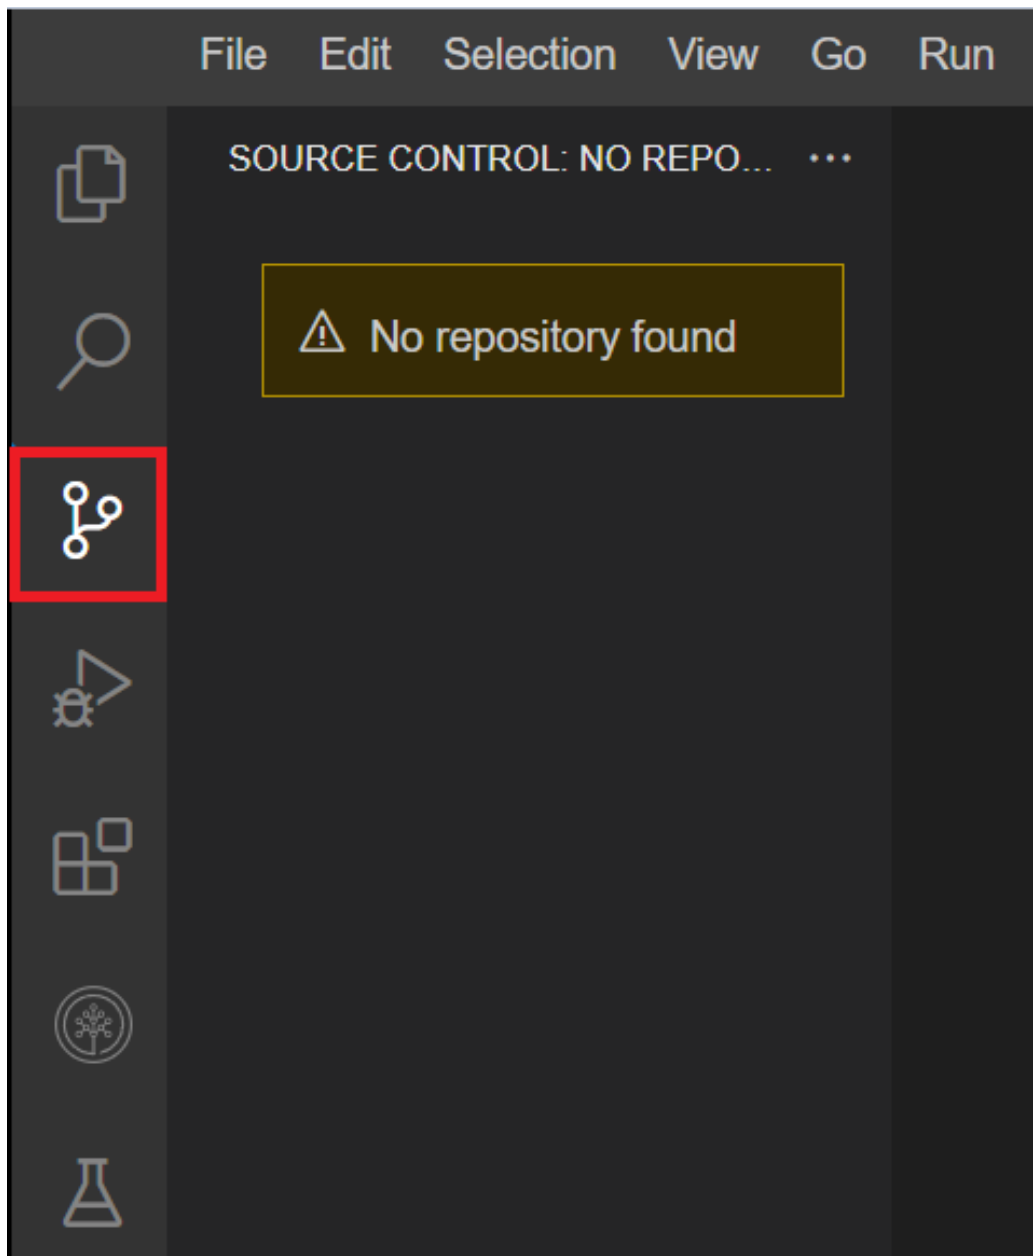 File Edit Selection View Go Run
SOURCE CONTROL: NO REPO... ···
No repository found